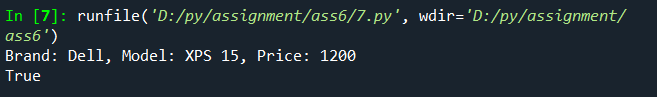 In [7]: runfile('D:/py/assignment/ass6/7.py', wdir='D:/py/assignment/
ass6')
Brand: Dell, Model: XPS 15, Price: 1200
True